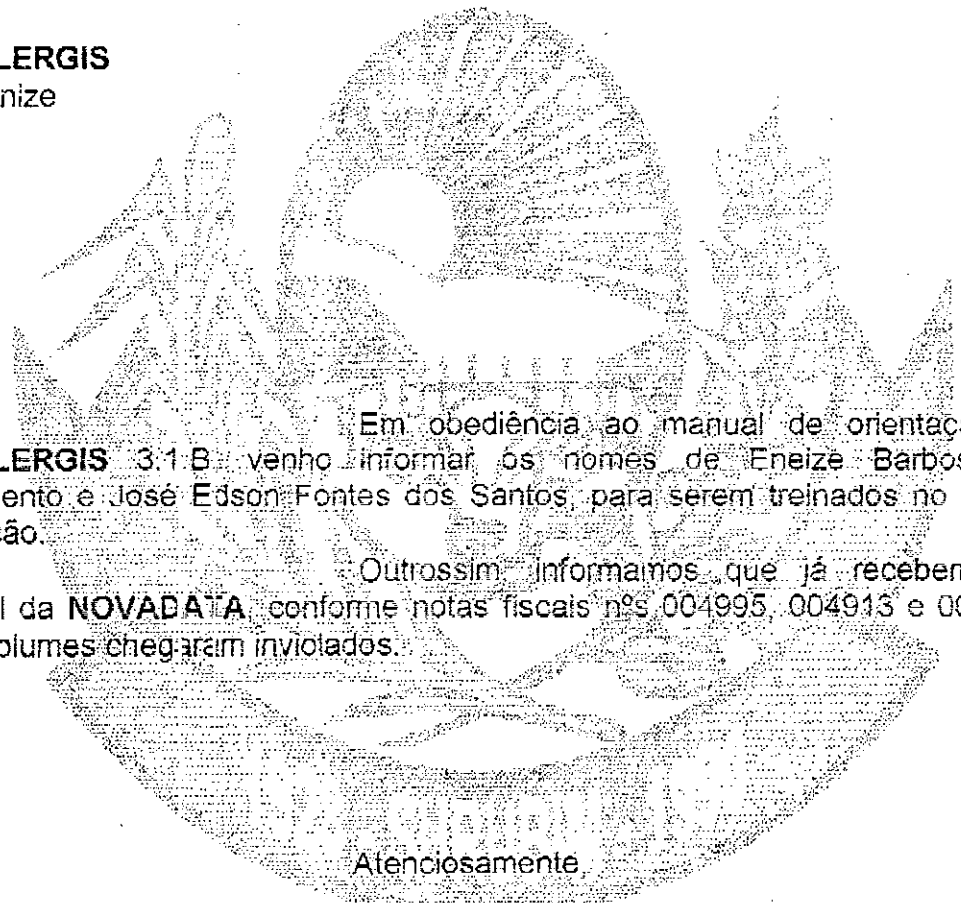 LERGIS
nize
Em obediência ao manual de orientaç
LERGIS 3.1.B. venho informar os nomes de Eneize Barbos
ento e José Edson Fontes dos Santos, para serem treinados no
ção.
Outrossim, informamos que já receben
l da NOVADATA, conforme notas fiscais nºs 004995, 004913 e 00
olumes chegaram inviolados.
Atenciosamente,